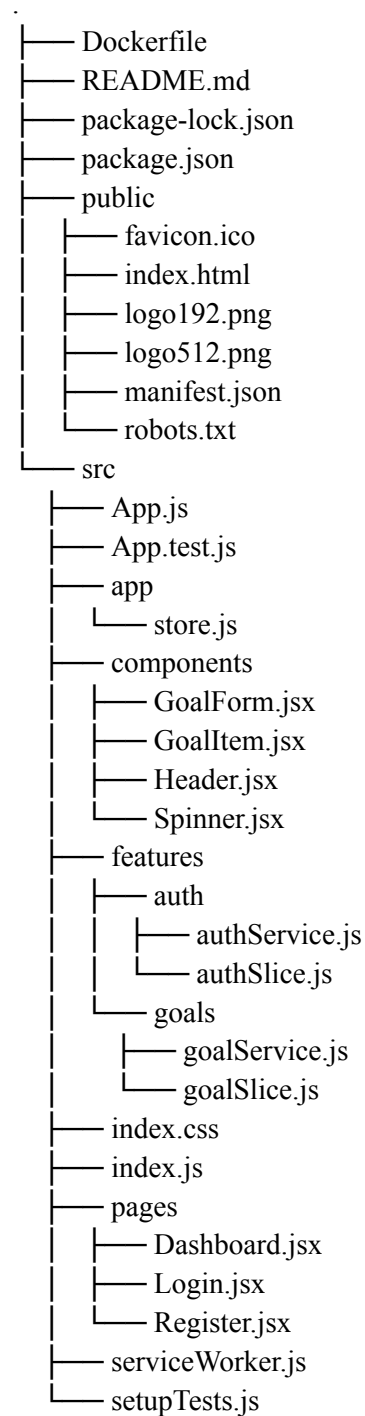 .
├── Dockerfile
├── README.md
├── package-lock.json
├── package.json
├── public
│   ├── favicon.ico
│   ├── index.html
│   ├── logo192.png
│   ├── logo512.png
│   ├── manifest.json
│   └── robots.txt
└── src
    ├── App.js
    ├── App.test.js
    ├── app
    │   └── store.js
    ├── components
    │   ├── GoalForm.jsx
    │   ├── GoalItem.jsx
    │   ├── Header.jsx
    │   └── Spinner.jsx
    ├── features
    │   ├── auth
    │   │   ├── authService.js
    │   │   └── authSlice.js
    │   └── goals
    │       ├── goalService.js
    │       └── goalSlice.js
    ├── index.css
    ├── index.js
    ├── pages
    │   ├── Dashboard.jsx
    │   ├── Login.jsx
    │   └── Register.jsx
    ├── serviceWorker.js
    └── setupTests.js